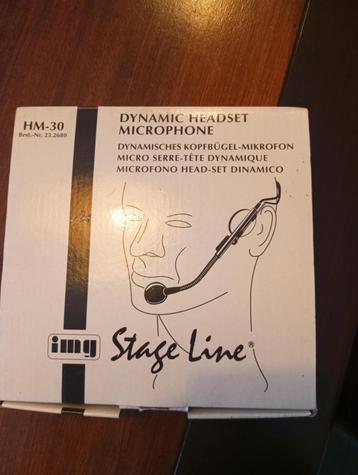 HM-30
Best.-Nr. 23.2680
DYNAMIC HEADSET
MICROPHONE
DYNAMISCHES KOPFBÜGEL-MIKROFON
MICRO SERRE-TÊTE DYNAMIQUE
MICROFONO HEAD-SET DINAMICO
img
Stage Line®